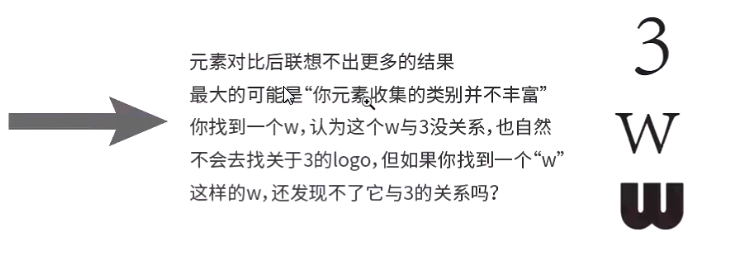 元素对比后联想不出更多的结果
最大的可能是“你元素收集的类别并不丰富”
你找到一个w，认为这个w与3没关系，也自然
不会去找关于3的logo，但如果你找到一个“w”
这样的w，还发现不了它与3的关系吗？
3
W
w